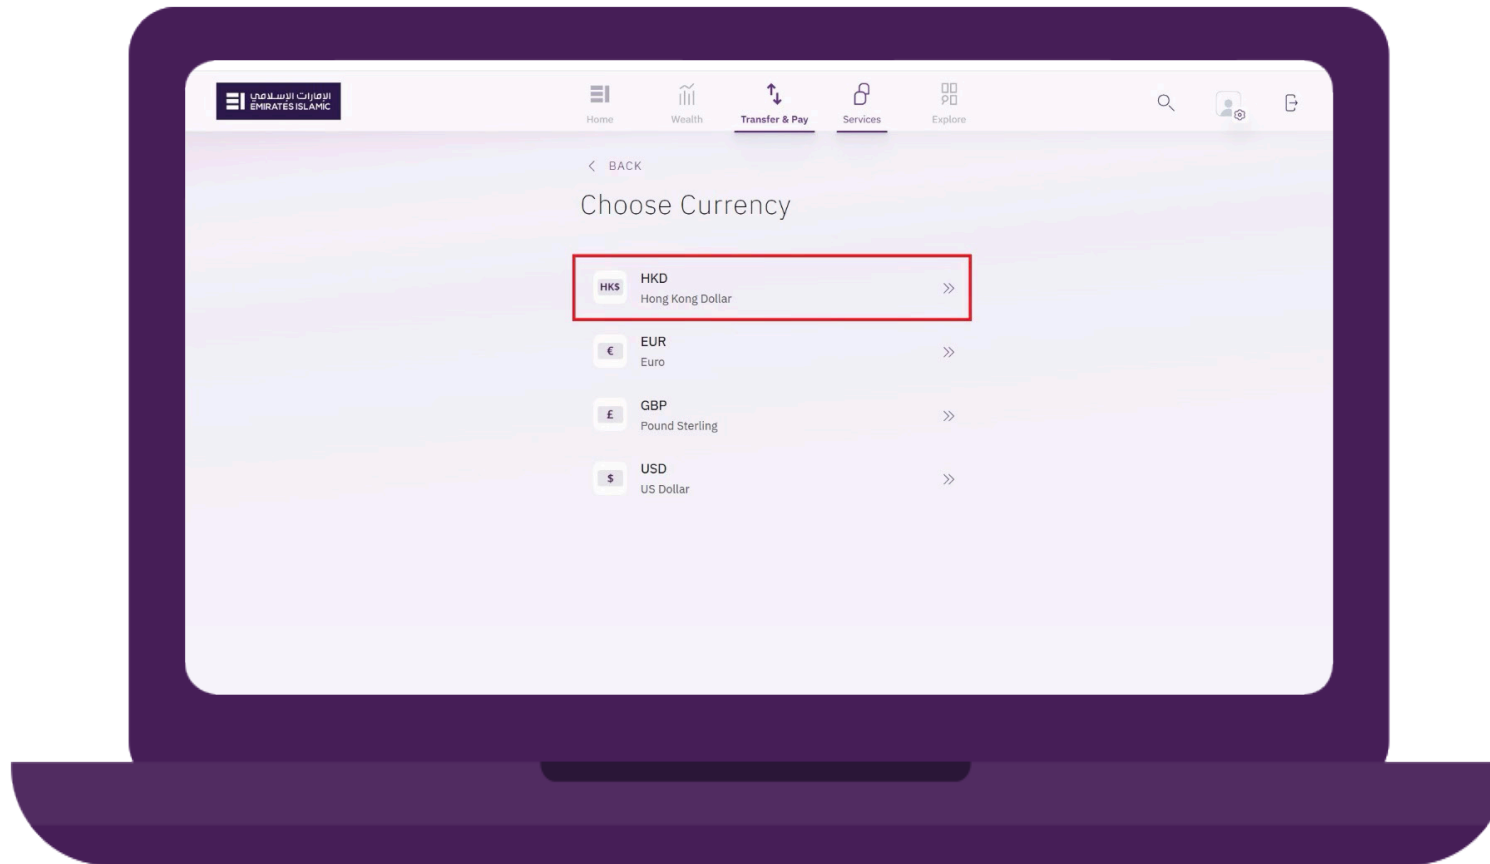 الإمارات الإسلامي
EMIRATES ISLAMIC
Home
Wealth
Transfer & Pay
Services
Explore
BACK
Choose Currency
HK$
HKD
Hong Kong Dollar
€
EUR
Euro
£
GBP
Pound Sterling
$
USD
US Dollar